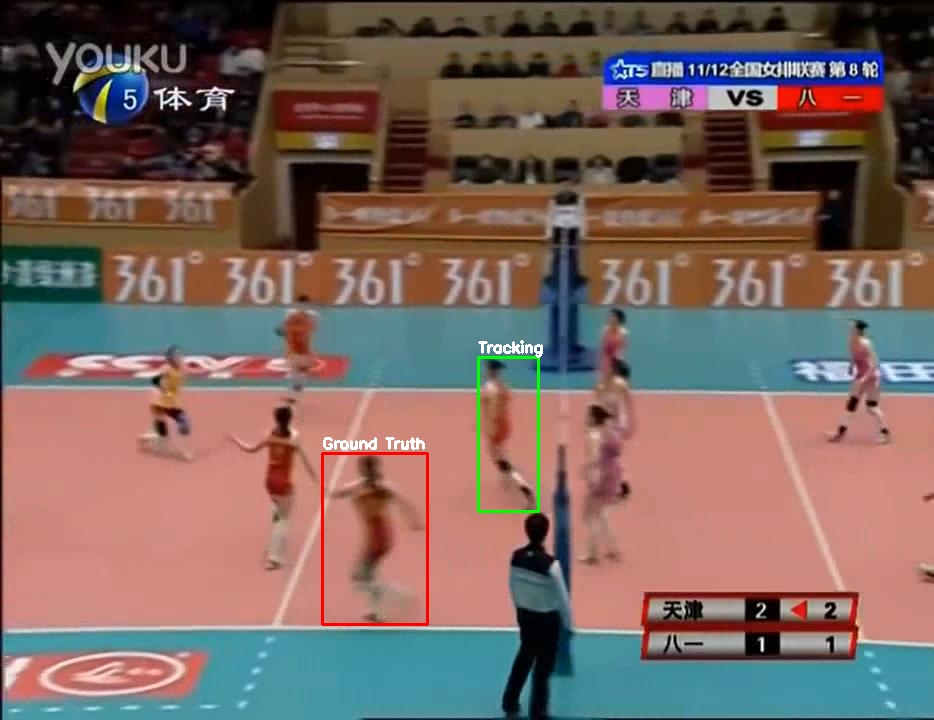 YOUKU
5 体育
直播 11/12全国女排联赛 第8轮
天 津 VS 八 一
361 361 361
361° 361° 361° 361° 361° 361° 361°
Tracking
Ground Truth
天津 2 2
八一 1 1